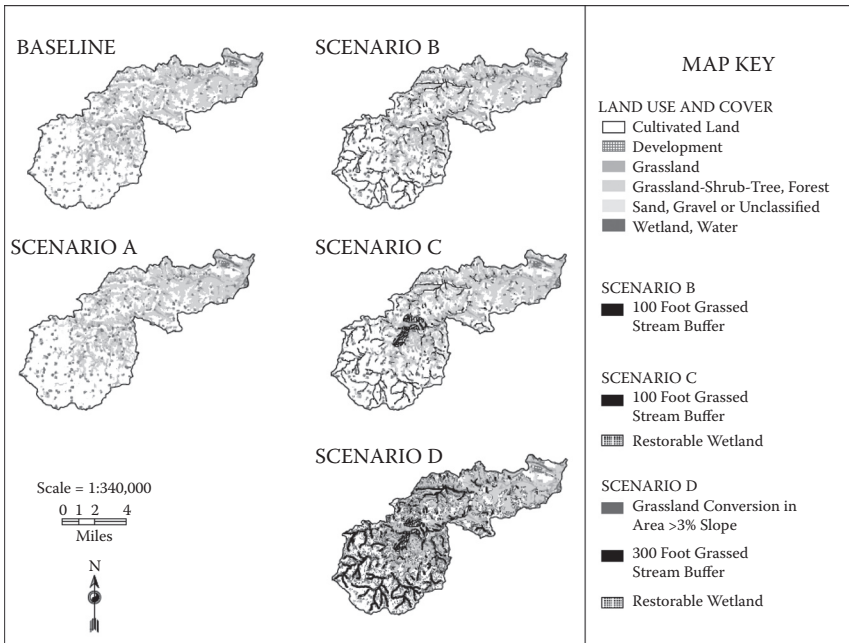 BASELINE
SCENARIO B
SCENARIO A
SCENARIO C
SCENARIO D
Scale = 1:340,000
0 1 2 4
Miles
N
MAP KEY
LAND USE AND COVER
Cultivated Land
Development
Grassland
Grassland-Shrub-Tree, Forest
Sand, Gravel or Unclassified
Wetland, Water
SCENARIO B
100 Foot Grassed
Stream Buffer
SCENARIO C
100 Foot Grassed
Stream Buffer
Restorable Wetland
SCENARIO D
Grassland Conversion in
Area >3% Slope
300 Foot Grassed
Stream Buffer
Restorable Wetland